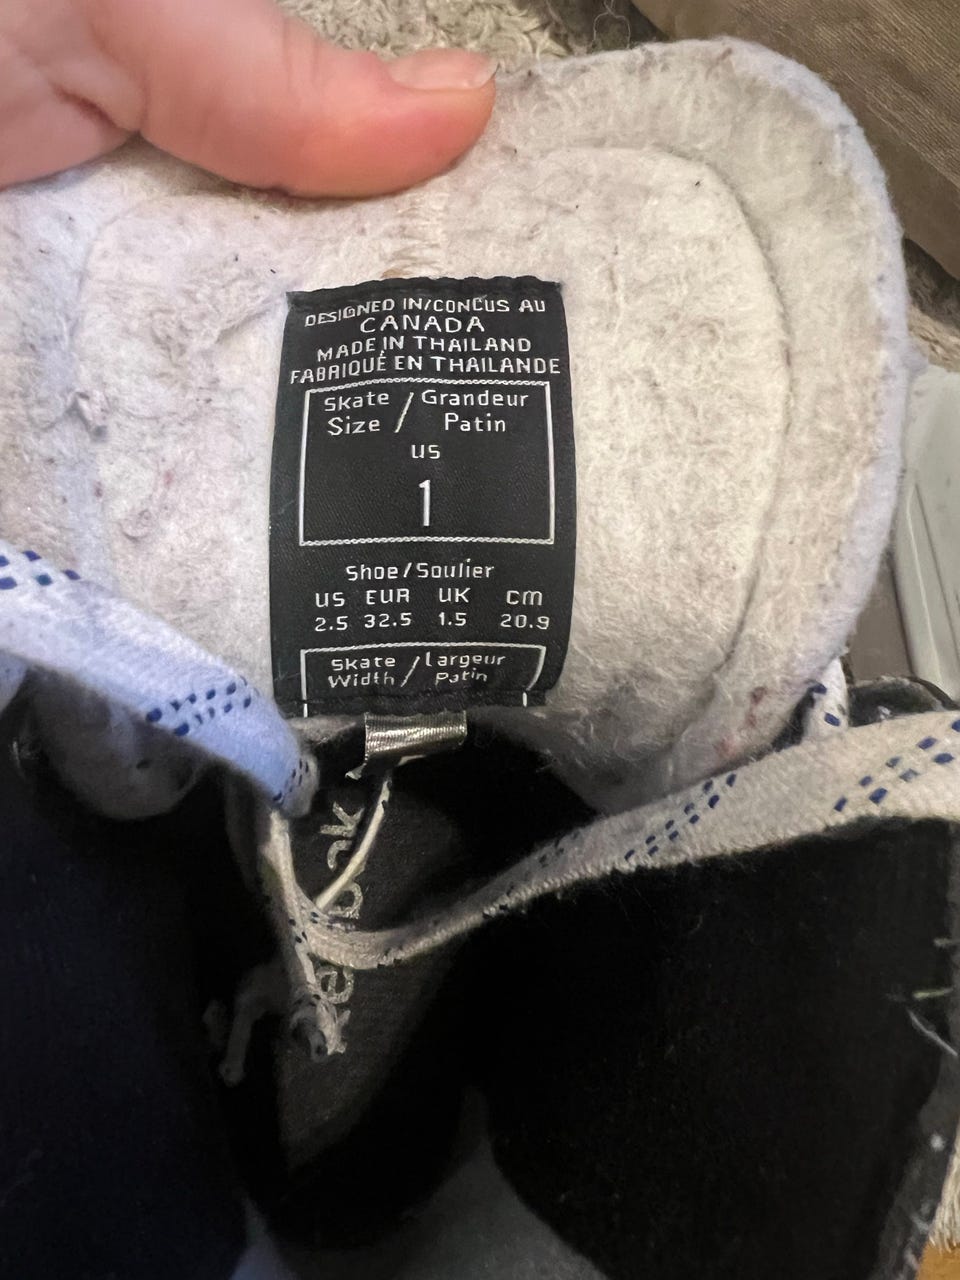 DESIGNED IN/CONCUS AU
CANADA
MADE IN THAILAND
FABRIQUÉ EN THAILANDE
Skate / Grandeur
Size / Patin
US
1
Shoe/Soulier
US EUR UK cm
2.5 32.5 1.5 20.9
Skate / Largeur
Width / Patin
Reebok